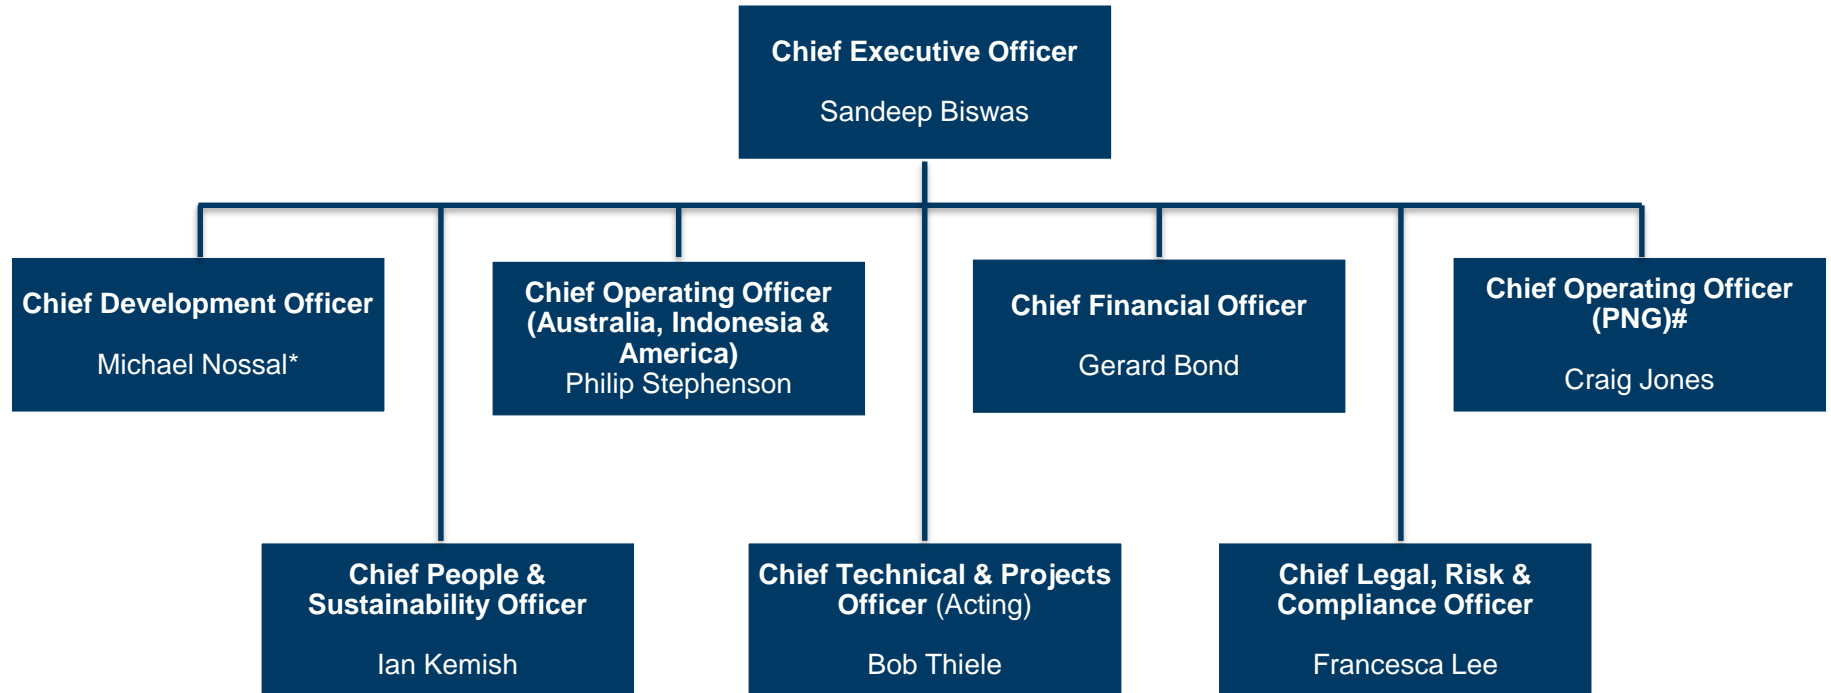 Chief Executive Officer
Sandeep Biswas
Chief Development Officer
Michael Nossal*
Chief Operating Officer
(Australia, Indonesia &
America)
Philip Stephenson
Chief Financial Officer
Gerard Bond
Chief Operating Officer
(PNG)#
Craig Jones
Chief People &
Sustainability Officer
Ian Kemish
Chief Technical & Projects
Officer (Acting)
Bob Thiele
Chief Legal, Risk &
Compliance Officer
Francesca Lee